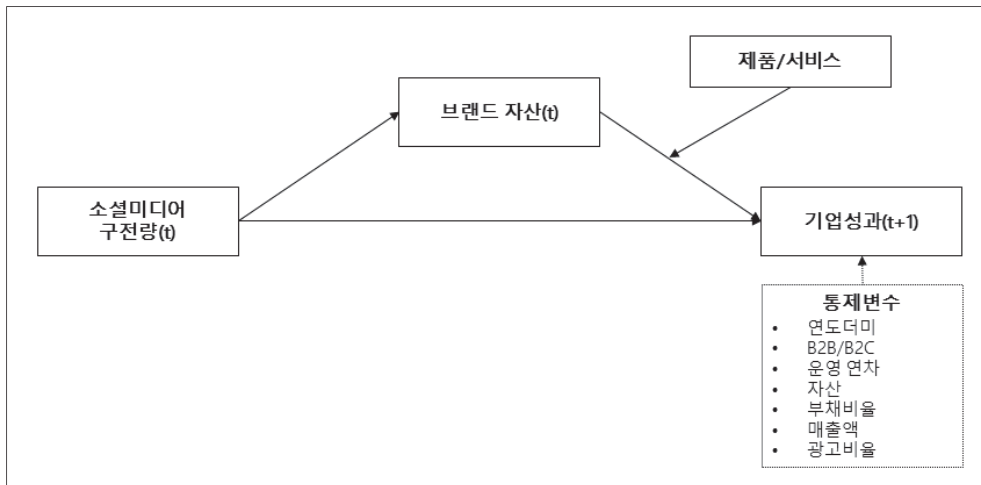 제품/서비스
브랜드 자산(t)
소셜미디어
구전량(t)
기업성과(t+1)
통제변수
• 연도더미
• B2B/B2C
• 운영 연차
• 자산
• 부채비율
• 매출액
• 광고비율